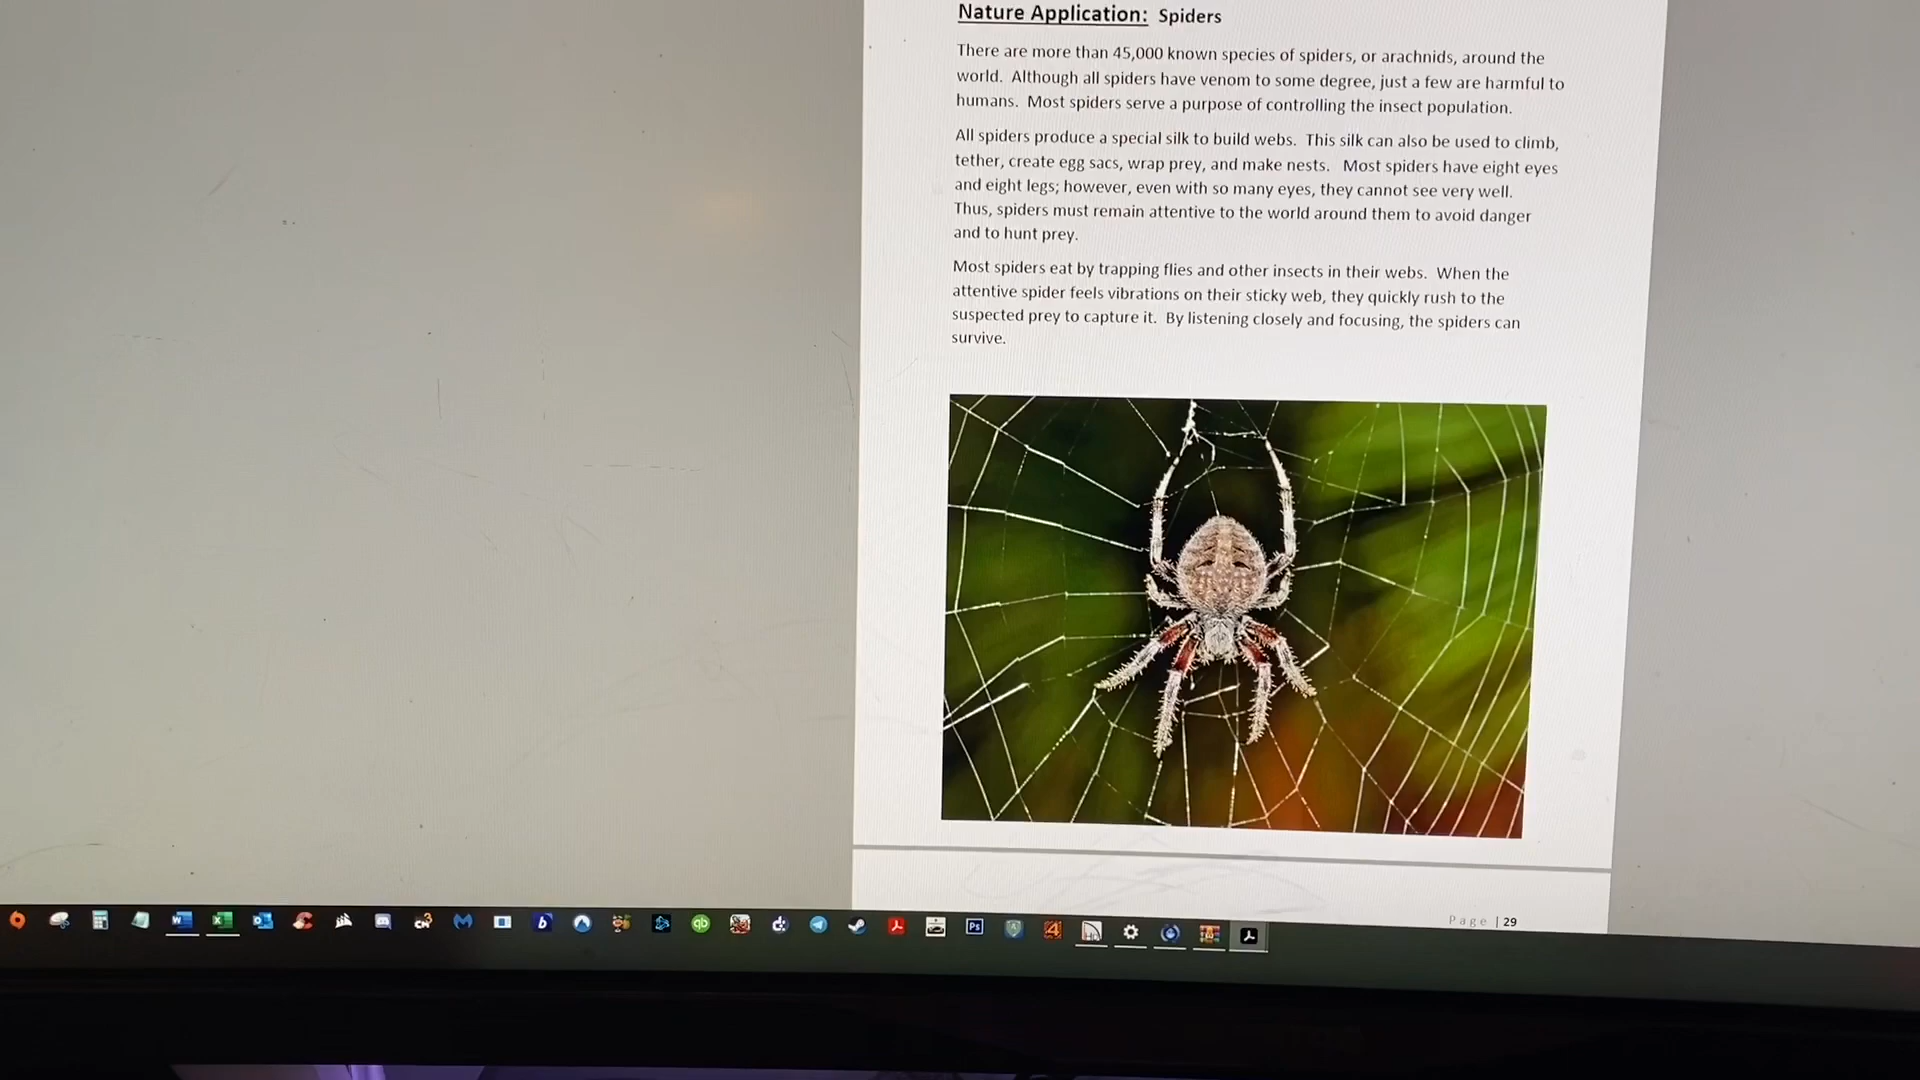 Nature Application: Spiders
There are more than 45,000 known species of spiders, or arachnids, around the
world. Although all spiders have venom to some degree, just a few are harmful to
humans. Most spiders serve a purpose of controlling the insect population.
All spiders produce a special silk to build webs. This silk can also be used to climb,
tether, create egg sacs, wrap prey, and make nests. Most spiders have eight eyes
and eight legs; however, even with so many eyes, they cannot see very well.
Thus, spiders must remain attentive to the world around them to avoid danger
and to hunt prey.
Most spiders eat by trapping flies and other insects in their webs. When the
attentive spider feels vibrations on their sticky web, they quickly rush to the
suspected prey to capture it. By listening closely and focusing, the spiders can
survive.
Page | 29